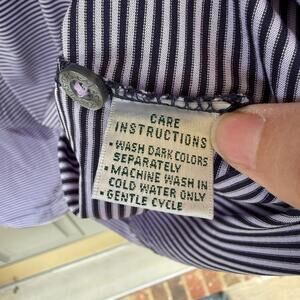 CARE
INSTRUCTIONS
• WASH DARK COLORS
SEPARATELY
• MACHINE WASH IN
COLD WATER ONLY
• GENTLE CYCLE